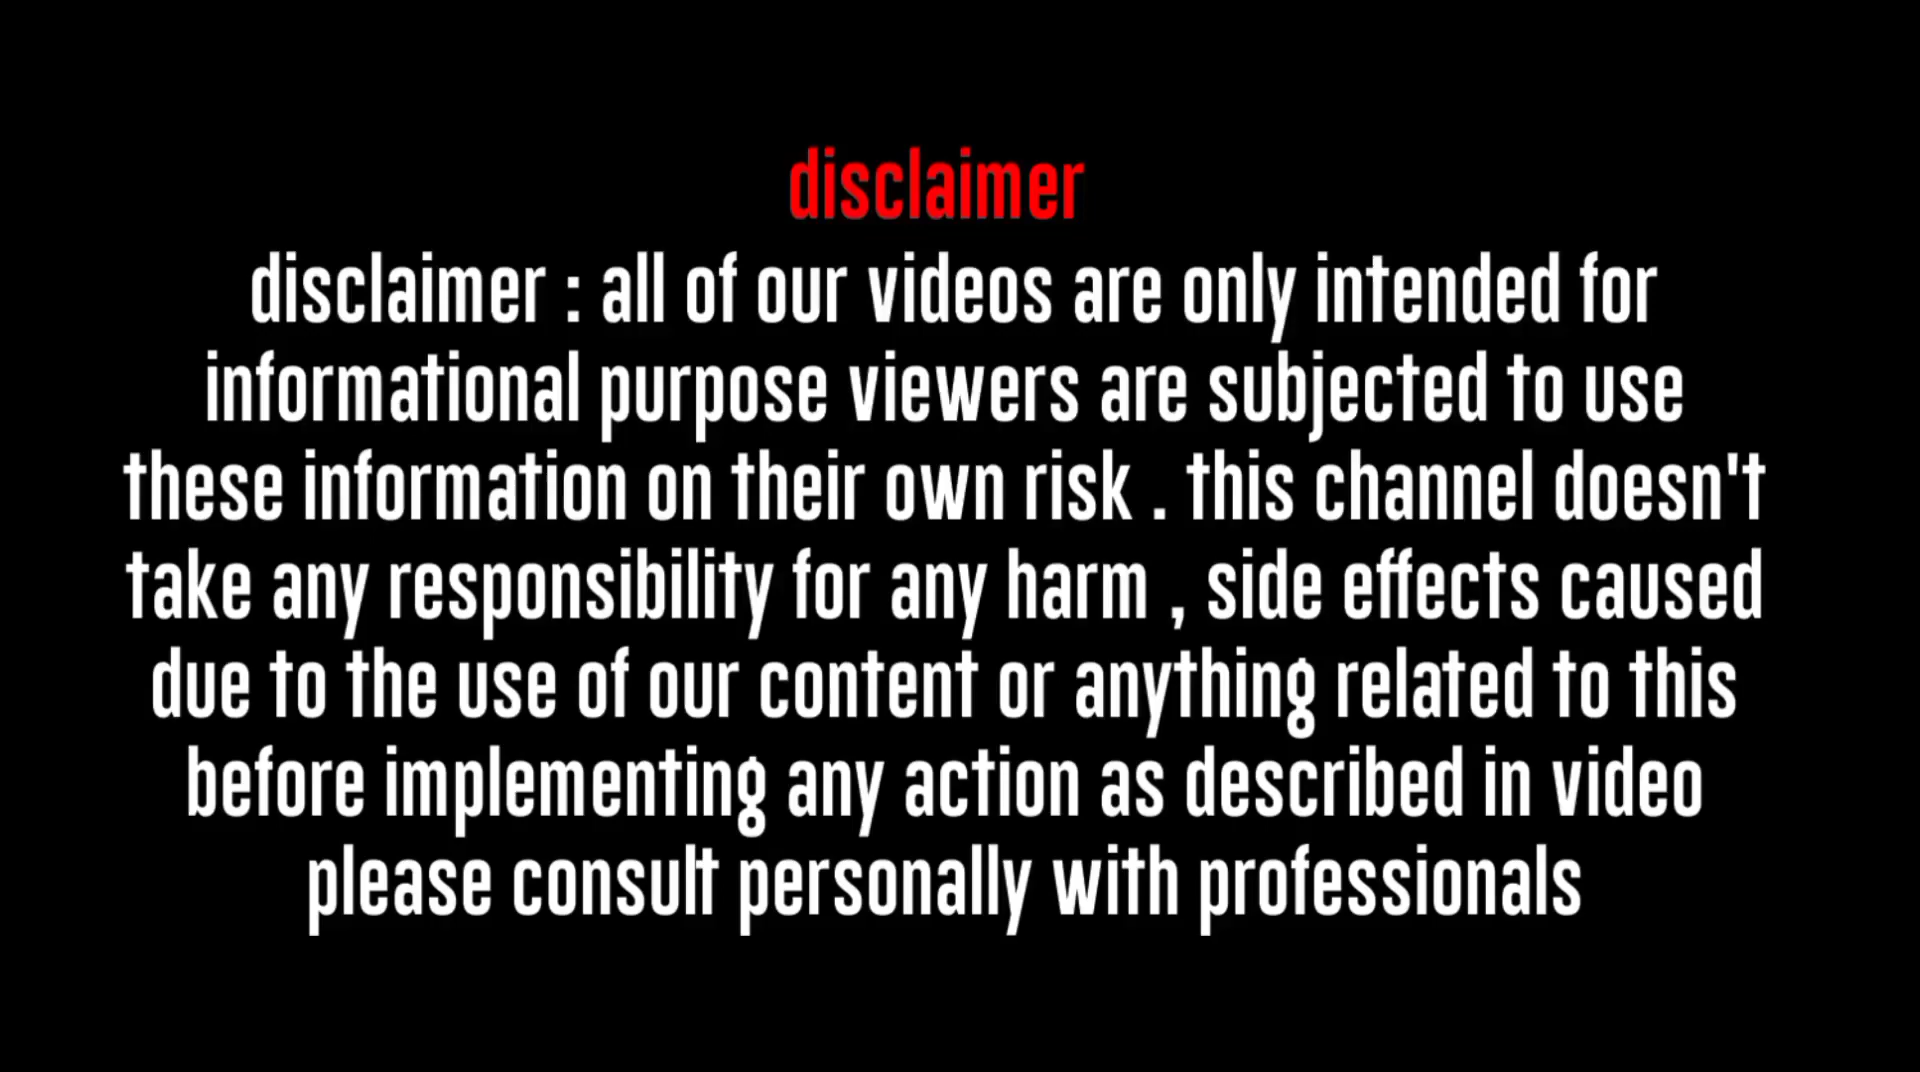 disclaimer
disclaimer : all of our videos are only intended for
informational purpose viewers are subjected to use
these information on their own risk . this channel doesn't
take any responsibility for any harm , side effects caused
due to the use of our content or anything related to this
before implementing any action as described in video
please consult personally with professionals